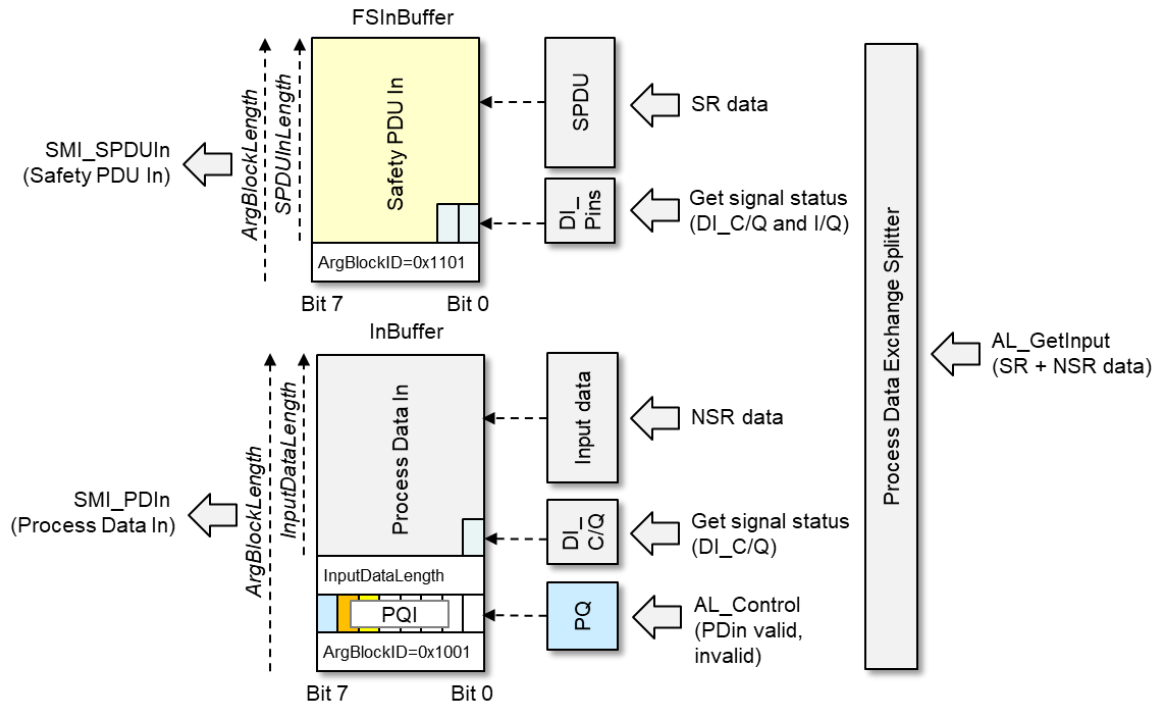 FSInBuffer
ArgBlockLength
SPDUInLength
Safety PDU In
SPDU
SR data
SMI_SPDUIn
(Safety PDU In)
DI_
Pins
Get signal status
(DI_C/Q and I/Q)
ArgBlockID=0x1101
Bit 7
Bit 0
InBuffer
ArgBlockLength
InputDataLength
Process Data In
Input data
NSR data
SMI_PDIn
(Process Data In)
DI_
C/Q
Get signal status
(DI_C/Q)
InputDataLength
PQI
PQ
AL_Control
(PDin valid,
invalid)
ArgBlockID=0x1001
Bit 7
Bit 0
Process Data Exchange Splitter
AL_GetInput
(SR + NSR data)